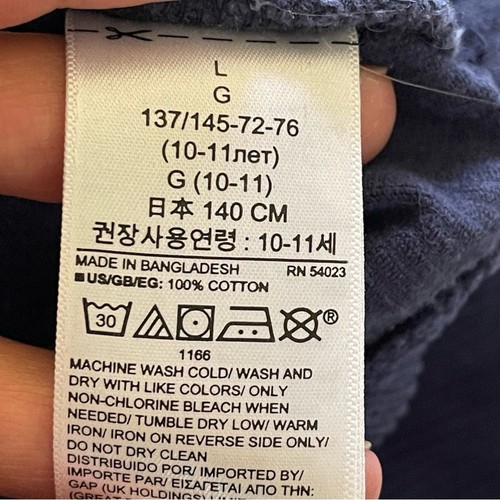 L
G
137/145-72-76
(10-11лет)
G (10-11)
日本 140 CM
권장사용연령 : 10-11세
MADE IN BANGLADESH RN 54023
US/GB/EG: 100% COTTON
30 ®
1166
MACHINE WASH COLD/ WASH AND
DRY WITH LIKE COLORS/ ONLY
NON-CHLORINE BLEACH WHEN
NEEDED/ TUMBLE DRY LOW/ WARM
IRON/ IRON ON REVERSE SIDE ONLY/
DO NOT DRY CLEAN
DISTRIBUIDO POR/ IMPORTED BY/
IMPORTE PAR/ ΕΙΣΑΓΕΤΑΙ ΑΠΟ ΤΗΝ:
GAP (UK HOLDINGS) LIM
(GREAT